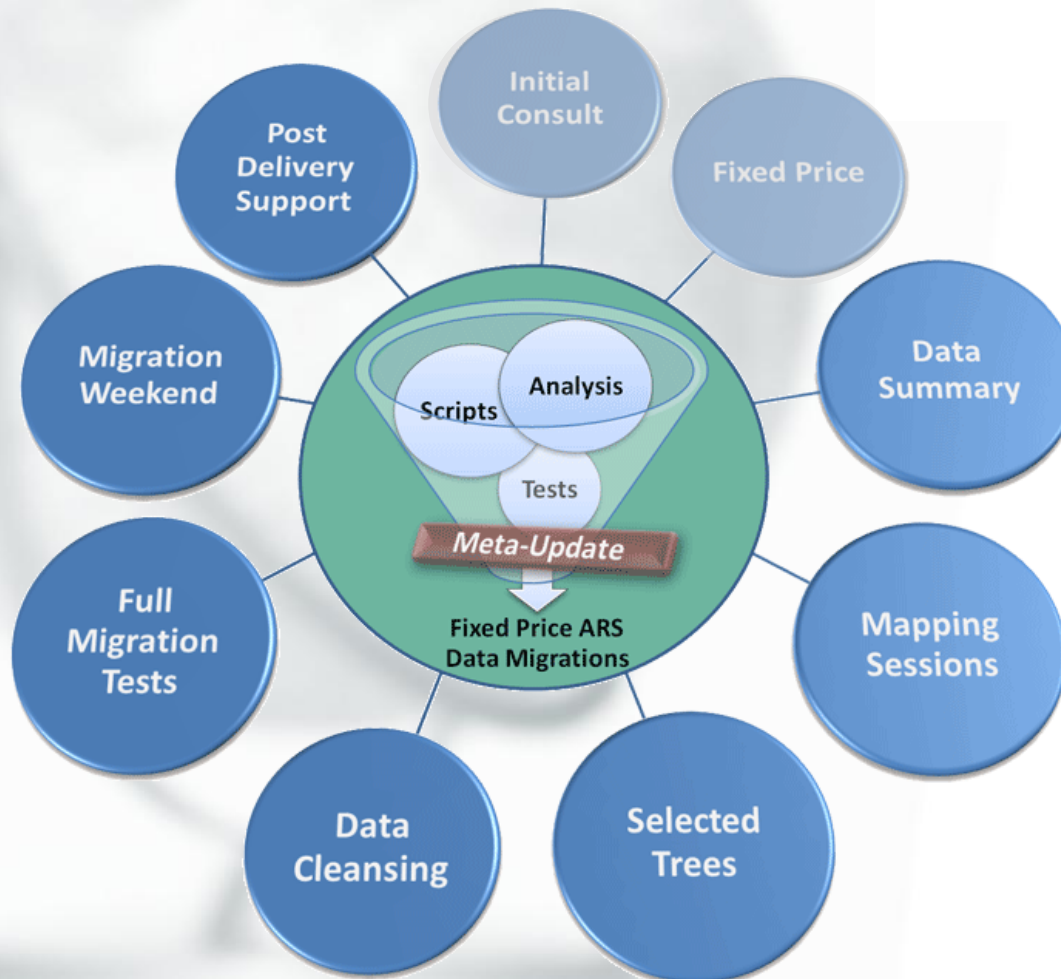 Initial
Consult
Fixed Price
Data
Summary
Mapping
Sessions
Selected
Trees
Data
Cleansing
Full
Migration
Tests
Migration
Weekend
Post
Delivery
Support
Analysis
Scripts
Tests
Meta-Update
Fixed Price ARS
Data Migrations